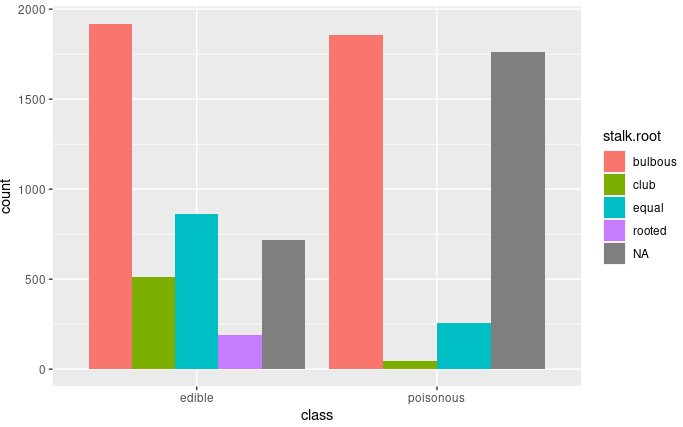 2000
1500
1000
500
0
count
edible
poisonous
class
stalk.root
bulbous
club
equal
rooted
NA